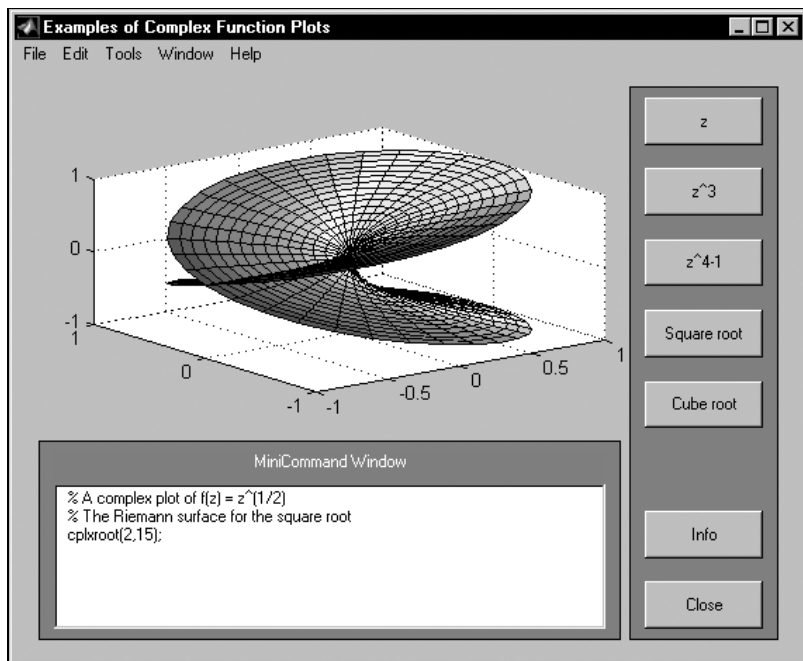 Examples of Complex Function Plots
File Edit Tools Window Help
z
z^3
z^4-1
Square root
Cube root
Info
Close
1
0
-1
1
0
-1
-1
-0.5
0
0.5
1
MiniCommand Window
% A complex plot of f(z) = z^(1/2)
% The Riemann surface for the square root
cplxroot(2,15);